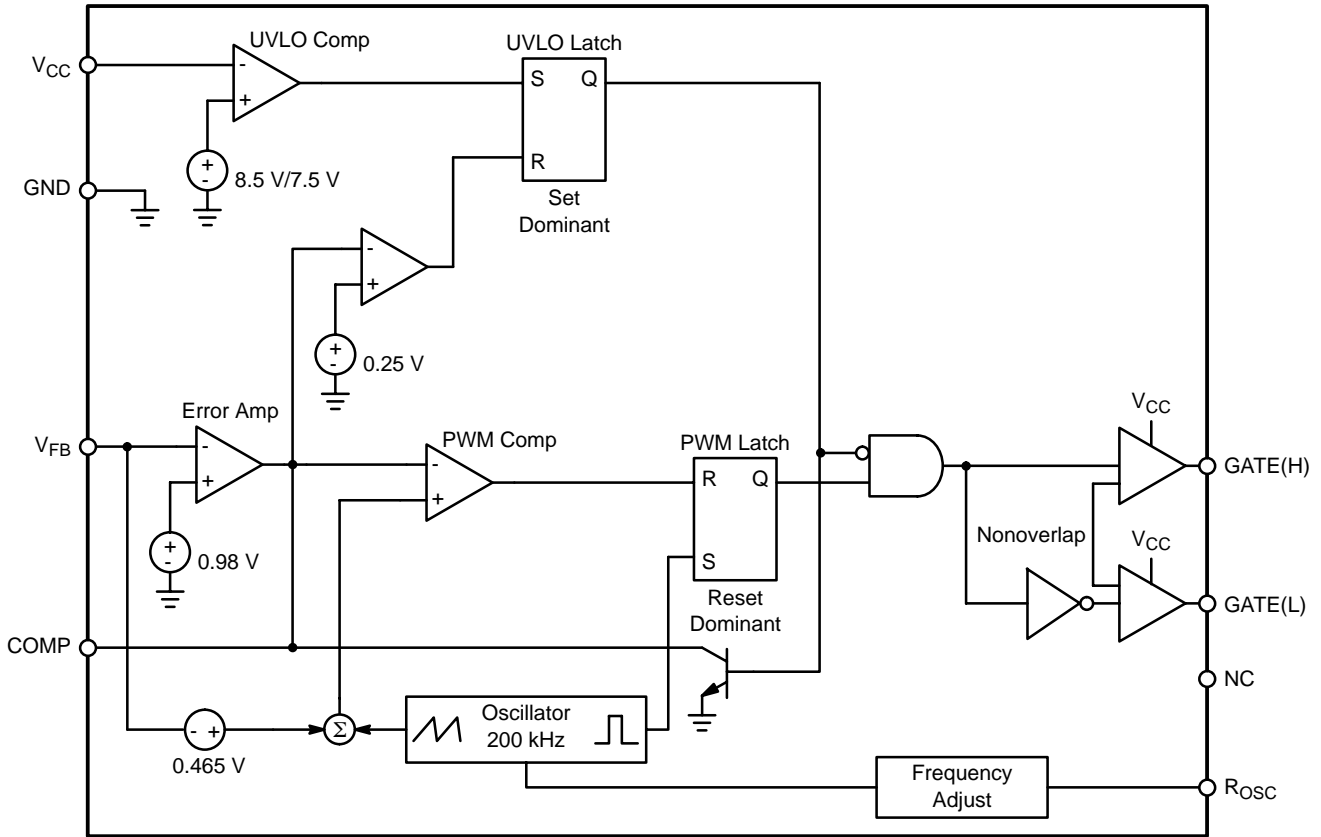 UVLO Comp
UVLO Latch
VCC
-
+
S
Q
+
-
8.5 V/7.5 V
R
GND
Set
Dominant
-
+
+
-
0.25 V
Error Amp
VCC
VFB
-
+
PWM Comp
-
+
PWM Latch
R
Q
GATE(H)
+
-
0.98 V
S
Nonoverlap
VCC
Reset
Dominant
GATE(L)
COMP
NC
- +
0.465 V
Σ
Oscillator
200 kHz
Frequency
Adjust
ROSC